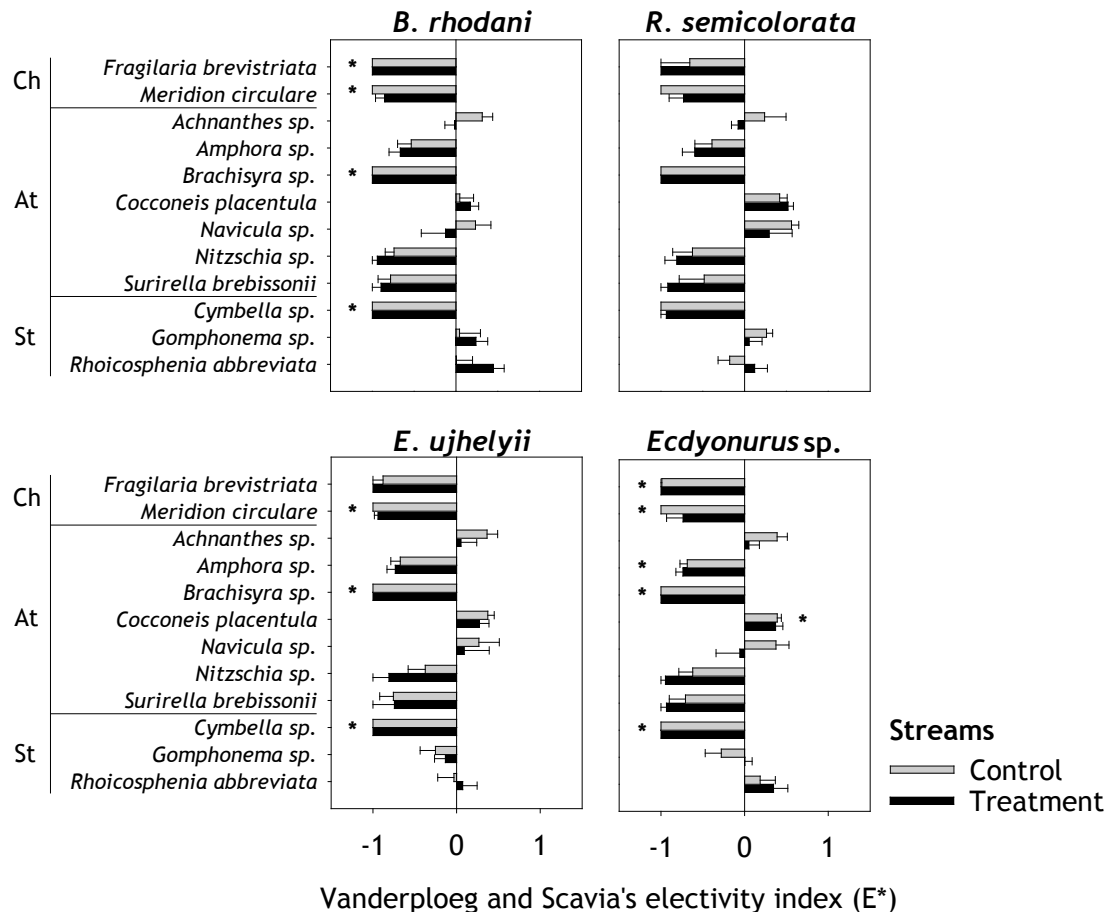 B. rhodani
R. semicolorata
Ch
Fragilaria brevistriata
*
Meridion circulare
*
At
Achnanthes sp.
Amphora sp.
Brachisyra sp.
*
Cocconeis placentula
Navicula sp.
Nitzschia sp.
Surirella brebissonii
St
Cymbella sp.
*
Gomphonema sp.
Rhoicosphenia abbreviata
E. ujhelyii
Ecdyonurus sp.
Ch
Fragilaria brevistriata
*
Meridion circulare
* *
At
Achnanthes sp.
Amphora sp.
*
Brachisyra sp.
* *
Cocconeis placentula
*
Navicula sp.
Nitzschia sp.
Surirella brebissonii
St
Cymbella sp.
* *
Gomphonema sp.
Rhoicosphenia abbreviata
Streams
Control
Treatment
-1 0 1
-1 0 1
Vanderploeg and Scavia's electivity index (E*)